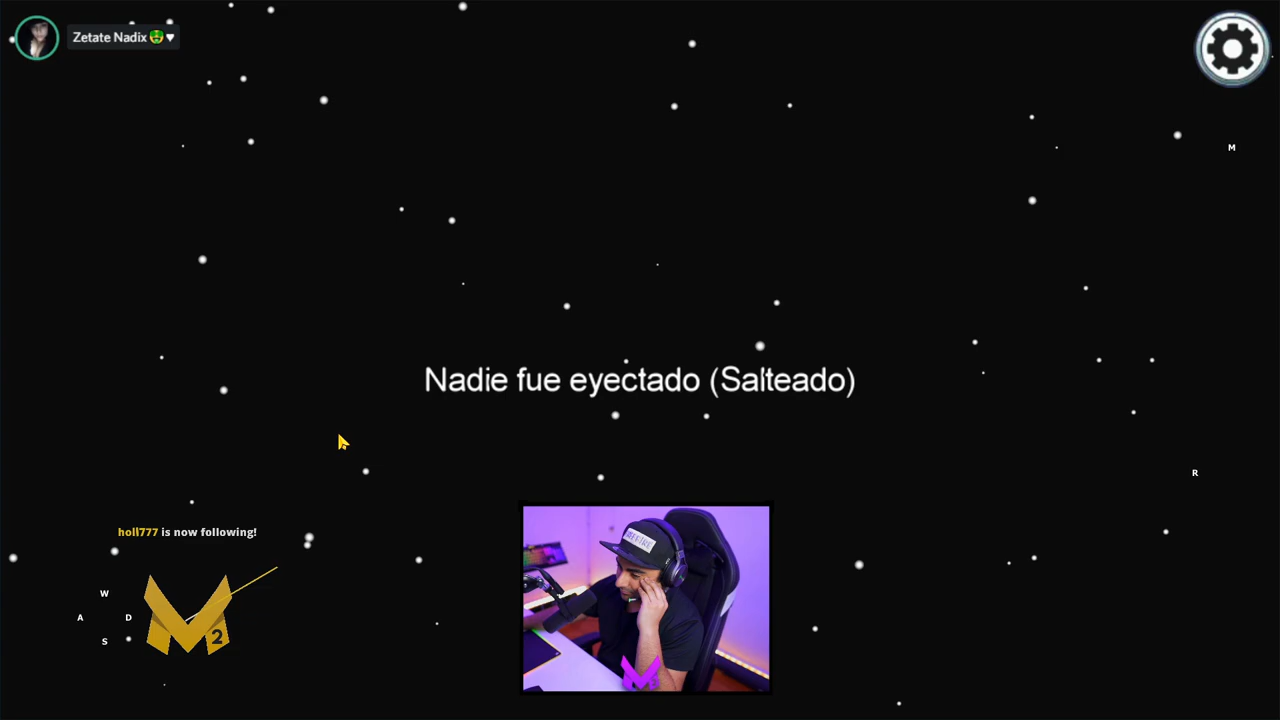 Zetate Nadix
M
Nadie fue eyectado (Salteado)
R
holl777 is now following!
W
A D
S
2